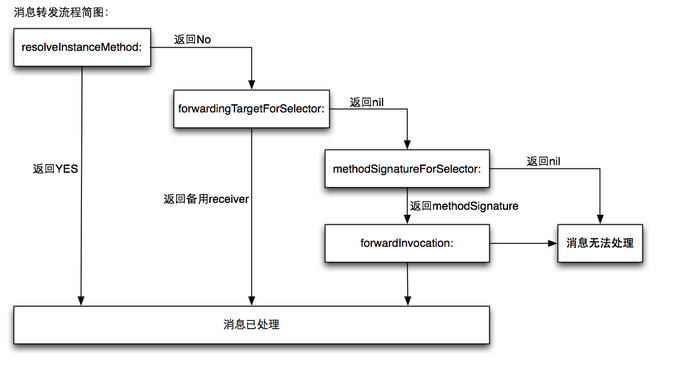 消息转发流程简图：
resolveInstanceMethod:
返回No
forwardingTargetForSelector:
返回nil
返回YES
methodSignatureForSelector:
返回nil
返回备用receiver
返回methodSignature
forwardInvocation:
消息无法处理
消息已处理